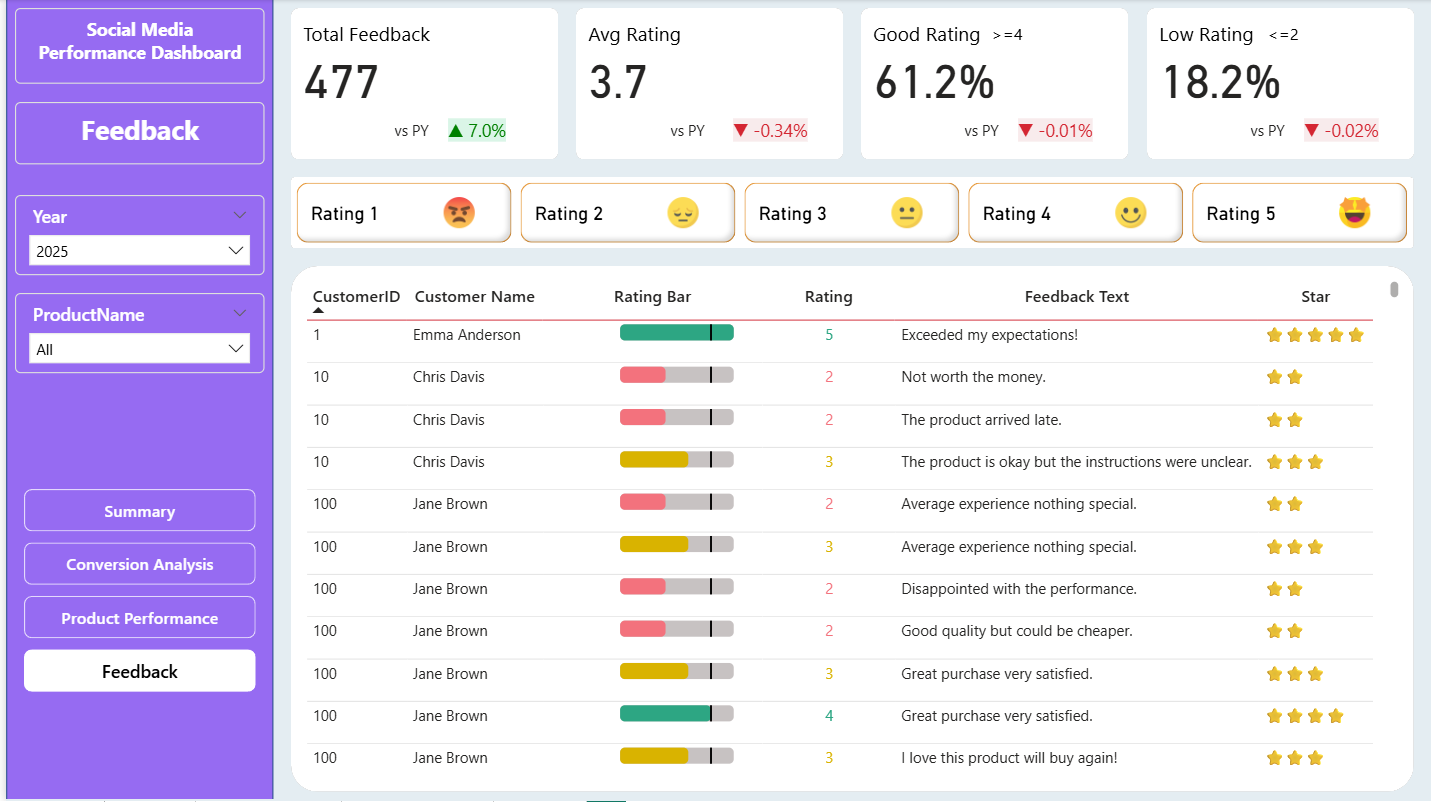 Social Media
Performance Dashboard
Feedback
Year
2025
ProductName
All
Summary
Conversion Analysis
Product Performance
Feedback
Total Feedback
477
vs PY ▲ 7.0%
Avg Rating
3.7
vs PY ▼ -0.34%
Good Rating >=4
61.2%
vs PY ▼ -0.01%
Low Rating <=2
18.2%
vs PY ▼ -0.02%
Rating 1
Rating 2
Rating 3
Rating 4
Rating 5
CustomerID Customer Name Rating Bar Rating Feedback Text Star
1 Emma Anderson 5 Exceeded my expectations!
10 Chris Davis 2 Not worth the money.
10 Chris Davis 2 The product arrived late.
10 Chris Davis 3 The product is okay but the instructions were unclear.
100 Jane Brown 2 Average experience nothing special.
100 Jane Brown 3 Average experience nothing special.
100 Jane Brown 2 Disappointed with the performance.
100 Jane Brown 2 Good quality but could be cheaper.
100 Jane Brown 3 Great purchase very satisfied.
100 Jane Brown 4 Great purchase very satisfied.
100 Jane Brown 3 I love this product will buy again!